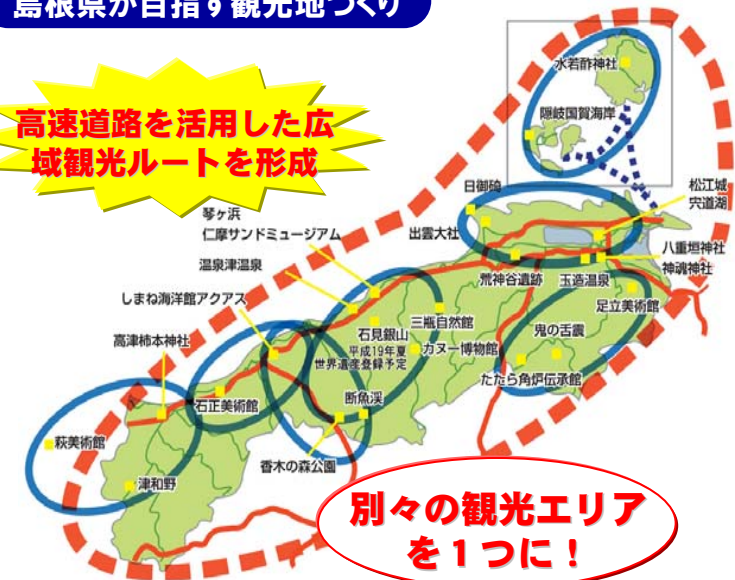 島根県が目指す観光地づくり
高速道路を活用した広
域観光ルートを形成
水若酢神社
隠岐国賀海岸
日御碕
松江城
宍道湖
琴ヶ浜
仁摩サンドミュージアム
出雲大社
八重垣神社
神魂神社
温泉津温泉
荒神谷遺跡
玉造温泉
しまね海洋館アクアス
足立美術館
三瓶自然館
高津柿本神社
石見銀山
鬼の舌震
平成19年夏
世界遺産登録予定
カヌー博物館
たたら角炉伝承館
石正美術館
断魚渓
萩美術館
香木の森公園
津和野
別々の観光エリア
を1つに!